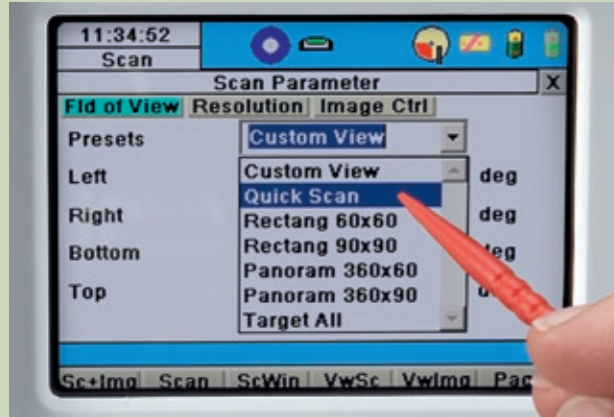 11:34:52
Scan
Scan Parameter X
Fld of View Resolution Image Ctrl
Presets Custom View
Custom View
Left deg
Quick Scan
Right Rectang 60x60 deg
Rectang 90x90
Bottom deg
Panoram 360x60
Top Panoram 360x90
Target All
Sc+Img Scan ScWin VwSc VwImg